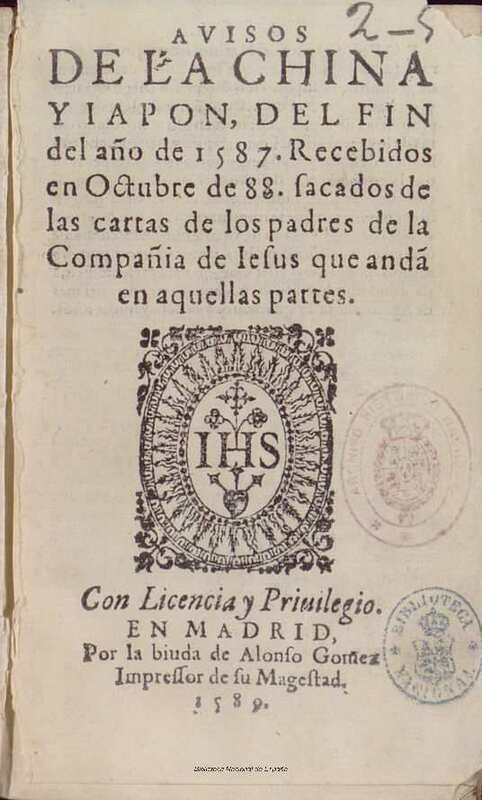 2-5
AVISOS
DE LA CHINA
Y IAPON, DEL FIN
del año de 1587. Recebidos
en Octubre de 88. sacados de
las cartas de los padres de la
Compañia de Iesus que andã
en aquellas partes.
IHS
Con Licencia y Priuilegio.
EN MADRID,
Por la biuda de Alonso Gomez
Impressor de su Magestad.
1589.
BIBLIOTECA
NACIONAL
Biblioteca Nacional de España